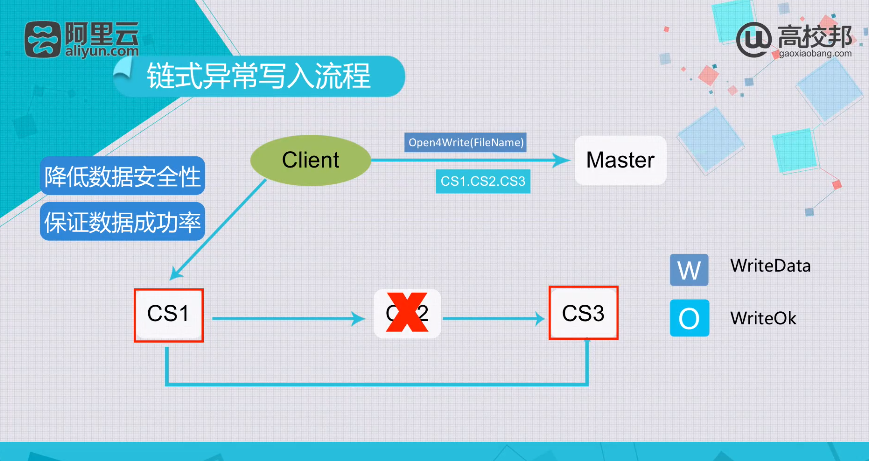 阿里云
aliyun.com
高校邦
gaoxiaobang.com
链式异常写入流程
Client
Open4Write(FileName)
CS1.CS2.CS3
Master
降低数据安全性
保证数据成功率
W WriteData
O WriteOk
CS1
CS3